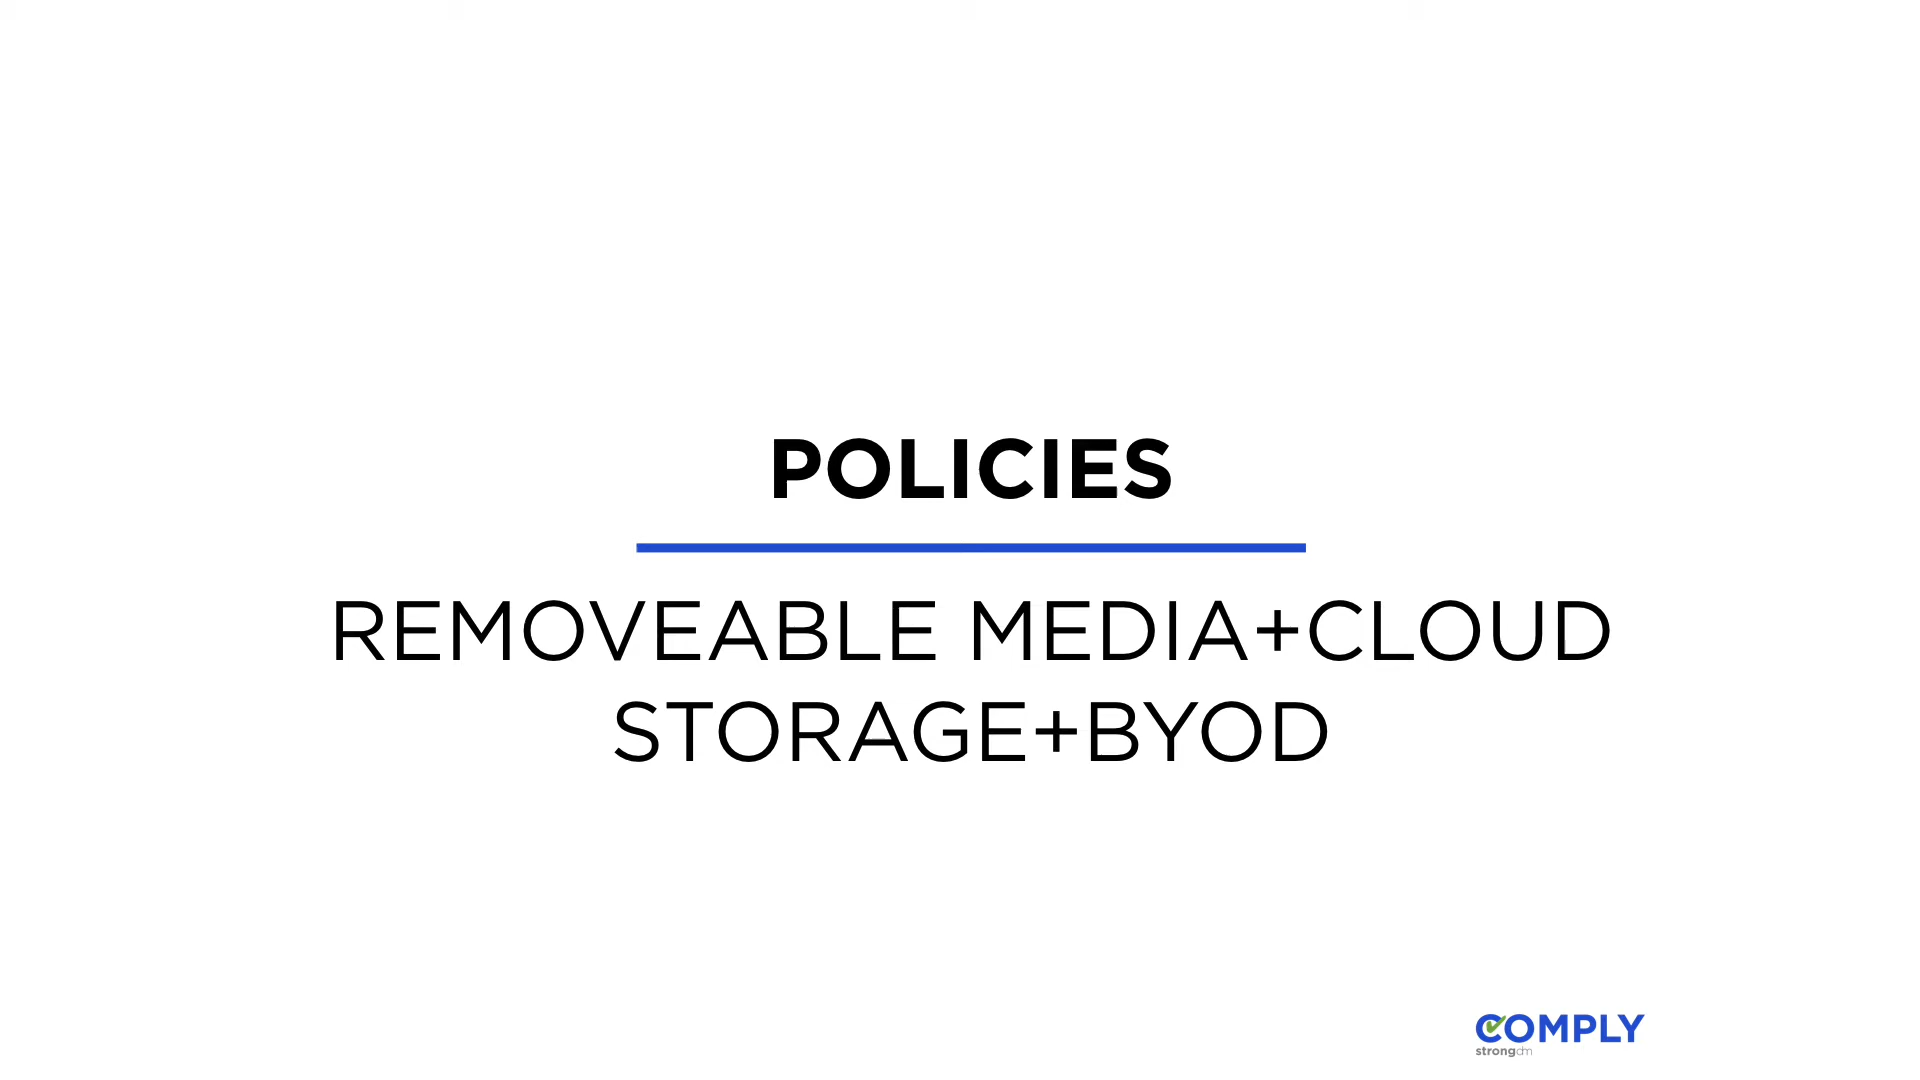 POLICIES
REMOVEABLE MEDIA+CLOUD
STORAGE+BYOD
COMPLY
strongdm